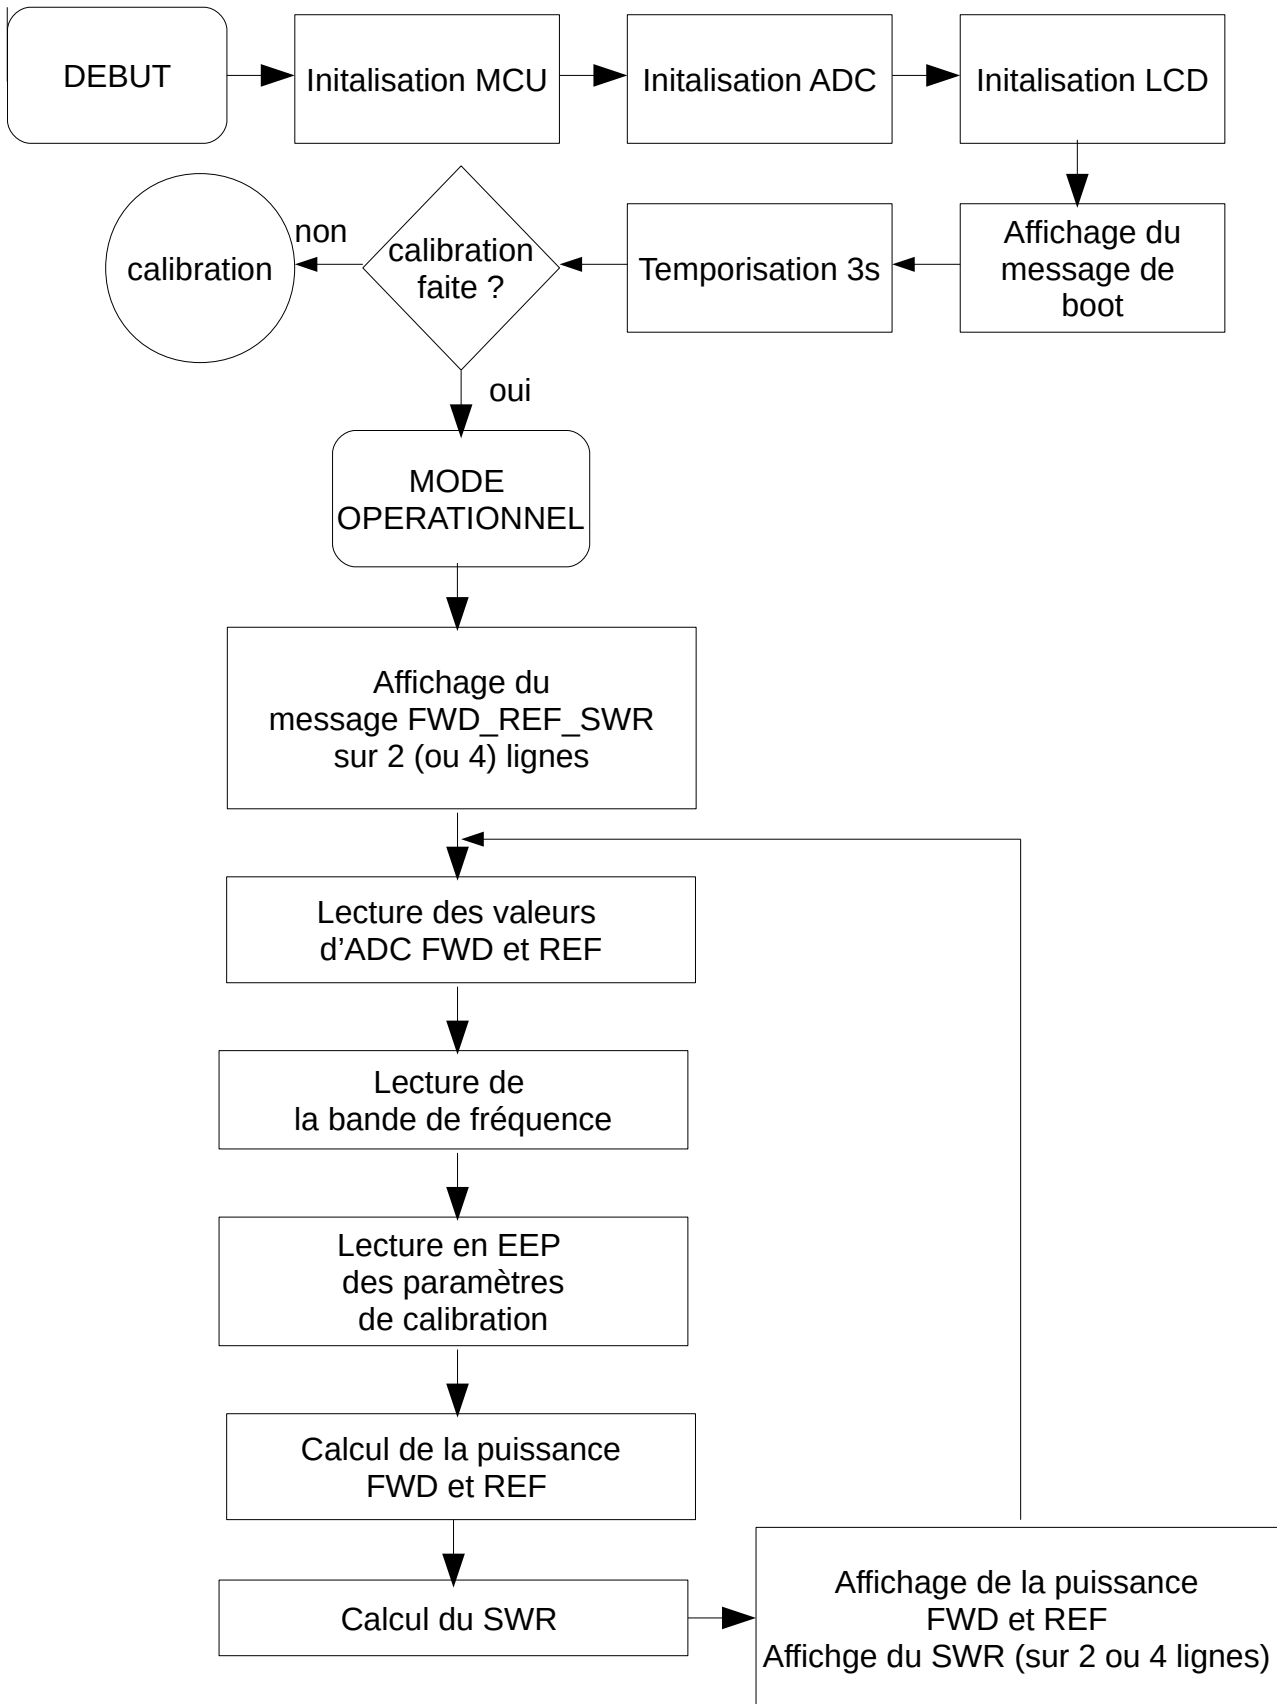 DEBUT
Initalisation MCU
Initalisation ADC
Initalisation LCD
Affichage du
message de
boot
Temporisation 3s
calibration
faite ?
non
calibration
oui
MODE
OPERATIONNEL
Affichage du
message FWD_REF_SWR
sur 2 (ou 4) lignes
Lecture des valeurs
d’ADC FWD et REF
Lecture de
la bande de fréquence
Lecture en EEP
des paramètres
de calibration
Calcul de la puissance
FWD et REF
Calcul du SWR
Affichage de la puissance
FWD et REF
Affichge du SWR (sur 2 ou 4 lignes)